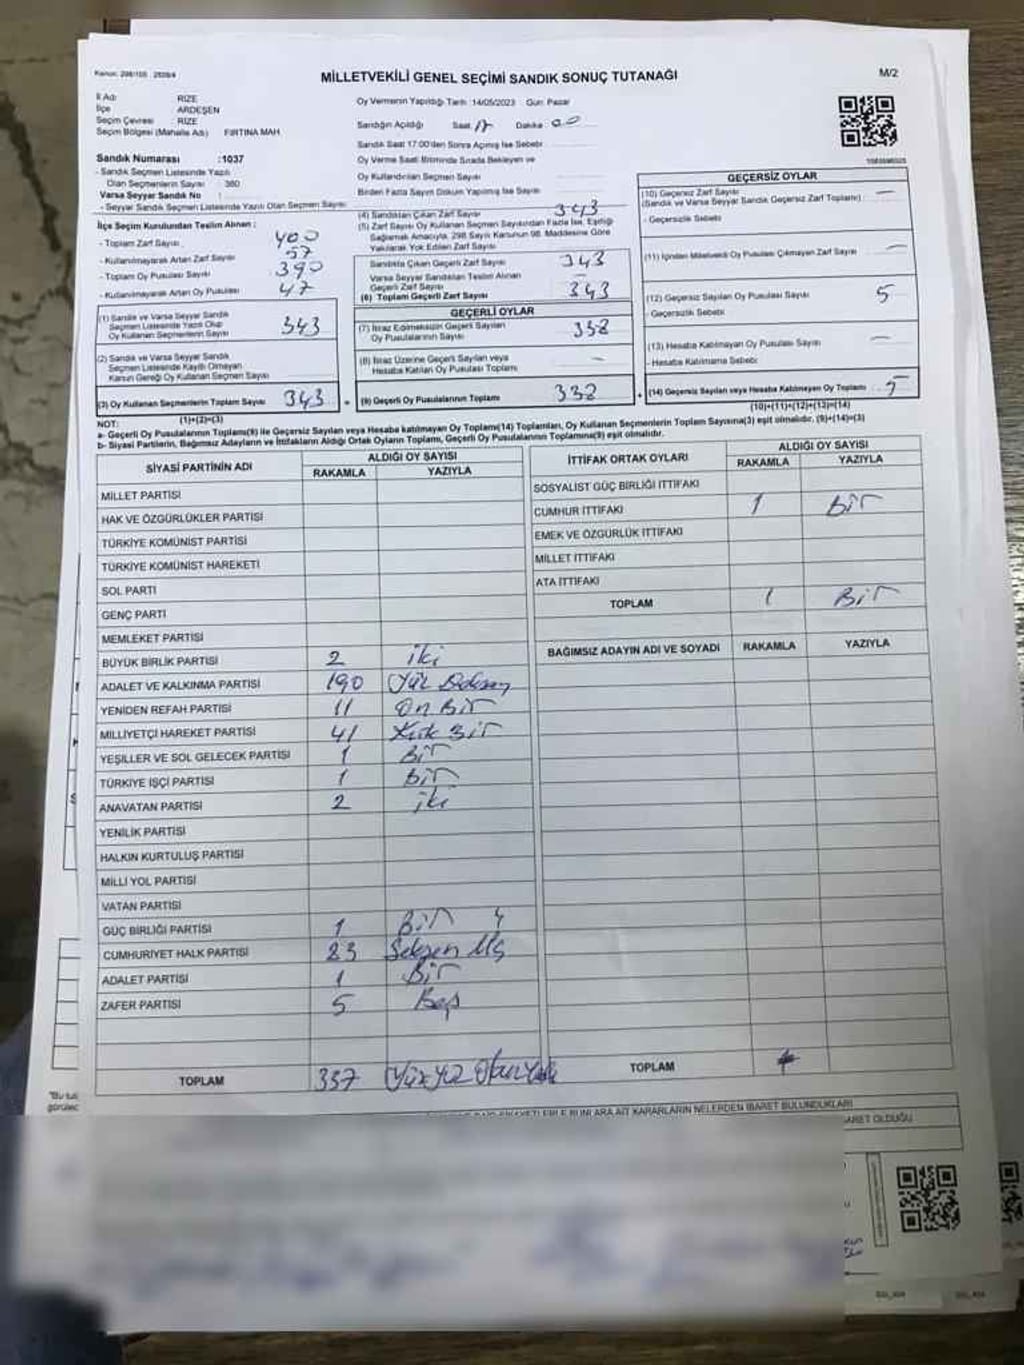 Kanun: 298/105 , 2839/4
MİLLETVEKİLİ GENEL SEÇİMİ SANDIK SONUÇ TUTANAĞI
M/2
İl Adı : RİZE
İlçe : ARDEŞEN
Seçim Çevresi : RİZE
Seçim Bölgesi (Mahalle Adı) : FIRTINA MAH
Sandık Numarası :1037
- Sandık Seçmen Listesinde Yazılı
Olan Seçmenlerin Sayısı : 360
Varsa Seyyar Sandık No :
- Seyyar Sandık Seçmen Listesinde Yazılı Olan Seçmen Sayısı
Oy Vermenin Yapıldığı Tarih: 14/05/2023 Gün: Pazar
Sandığın Açıldığı Saat: 17 Dakika: 00
Sandık Saat 17:00'den Sonra Açılmış İse Sebebi
Oy Verme Saati Bitiminde Sırada Bekleyen ve
Oy Kullandırılan Seçmen Sayısı
Birden Fazla Sayım Döküm Yapılmış İse Sayısı
İlçe Seçim Kurulundan Teslim Alınan :
- Toplam Zarf Sayısı 400
- Kullanılmayarak Artan Zarf Sayısı 57
- Toplam Oy Pusulası Sayısı 390
- Kullanılmayarak Artan Oy Pusulası 47
(1) Sandık ve Varsa Seyyar Sandık
Seçmen Listesinde Yazılı Olup
Oy Kullanan Seçmenlerin Sayısı 343
(2) Sandık ve Varsa Seyyar Sandık
Seçmen Listesinde Kayıtlı Olmayan
Kanun Gereği Oy Kullanan Seçmen Sayısı
(3) Oy Kullanan Seçmenlerin Toplam Sayısı 343
(1)+(2)=(3)
(4) Sandıktan Çıkan Zarf Sayısı 343
(5) Zarf Sayısı Oy Kullanan Seçmen Sayısından Fazla İse, Eşitliği
Sağlamak Amacıyla, 298 Sayılı Kanunun 98. Maddesine Göre
Yakılarak Yok Edilen Zarf Sayısı
Sandıkta Çıkan Geçerli Zarf Sayısı 343
Varsa Seyyar Sandıktan Teslim Alınan
Geçerli Zarf Sayısı –
(6) Toplam Geçerli Zarf Sayısı 343
GEÇERLİ OYLAR
(7) İtiraz Edilmeksizin Geçerli Sayılan
Oy Pusulalarının Sayısı 338
(8) İtiraz Üzerine Geçerli Sayılan veya
Hesaba Katılan Oy Pusulası Toplamı –
(9) Geçerli Oy Pusulalarının Toplamı 338
GEÇERSİZ OYLAR
(10) Geçersiz Zarf Sayısı –
(Sandık ve Varsa Seyyar Sandık Geçersiz Zarf Toplamı)
- Geçersizlik Sebebi
(11) İçinden Milletvekili Oy Pusulası Çıkmayan Zarf Sayısı –
(12) Geçersiz Sayılan Oy Pusulası Sayısı 5
- Geçersizlik Sebebi
(13) Hesaba Katılmayan Oy Pusulası Sayısı –
- Hesaba Katılmama Sebebi
(14) Geçersiz Sayılan veya Hesaba Katılmayan Oy Toplamı 5
(10)+(11)+(12)+(13)=(14)
NOT:
a- Geçerli Oy Pusulalarının Toplamı(9) ile Geçersiz Sayılan veya Hesaba katılmayan Oy Toplamı(14) Toplamları, Oy Kullanan Seçmenlerin Toplam Sayısına(3) eşit olmalıdır. (9)+(14)=(3)
b- Siyasi Partilerin, Bağımsız Adayların ve İttifakların Aldığı Ortak Oyların Toplamı, Geçerli Oy Pusulalarının Toplamına(9) eşit olmalıdır.
SİYASİ PARTİNİN ADI ALDIĞI OY SAYISI
RAKAMLA YAZIYLA
MİLLET PARTİSİ
HAK VE ÖZGÜRLÜKLER PARTİSİ
TÜRKİYE KOMÜNİST PARTİSİ
TÜRKİYE KOMÜNİST HAREKETİ
SOL PARTİ
GENÇ PARTİ
MEMLEKET PARTİSİ
BÜYÜK BİRLİK PARTİSİ 2 iki
ADALET VE KALKINMA PARTİSİ 190 Yüz
YENİDEN REFAH PARTİSİ 11 On Bir
MİLLİYETÇİ HAREKET PARTİSİ 41 Kırk Bir
YEŞİLLER VE SOL GELECEK PARTİSİ 1 Bir
TÜRKİYE İŞÇİ PARTİSİ 1 Bir
ANAVATAN PARTİSİ 2 iki
YENİLİK PARTİSİ
HALKIN KURTULUŞ PARTİSİ
MİLLİ YOL PARTİSİ
VATAN PARTİSİ
GÜÇ BİRLİĞİ PARTİSİ 1 Bir
CUMHURİYET HALK PARTİSİ 83 Seksen Üç
ADALET PARTİSİ 1 Bir
ZAFER PARTİSİ 5 Beş
TOPLAM 337 Üçyüz Otuz Yedi
İTTİFAK ORTAK OYLARI ALDIĞI OY SAYISI
RAKAMLA YAZIYLA
SOSYALİST GÜÇ BİRLİĞİ İTTİFAKI
CUMHUR İTTİFAKI 1 Bir
EMEK VE ÖZGÜRLÜK İTTİFAKI
MİLLET İTTİFAKI
ATA İTTİFAKI
TOPLAM 1 Bir
BAĞIMSIZ ADAYIN ADI VE SOYADI RAKAMLA YAZIYLA
TOPLAM
ARA AİT KARARLARIN NELERDEN İBARET BULUNDUKLARI